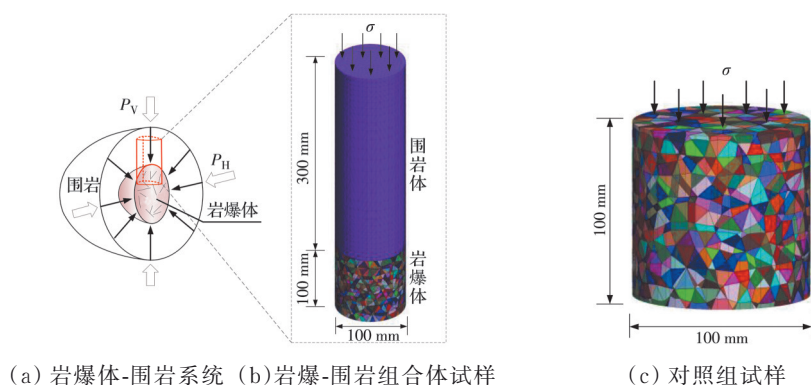 P_V
P_H
围岩
岩爆体
σ
300 mm
围岩体
100 mm
岩爆体
100 mm
σ
100 mm
100 mm
(a) 岩爆体-围岩系统 (b)岩爆-围岩组合体试样 (c) 对照组试样